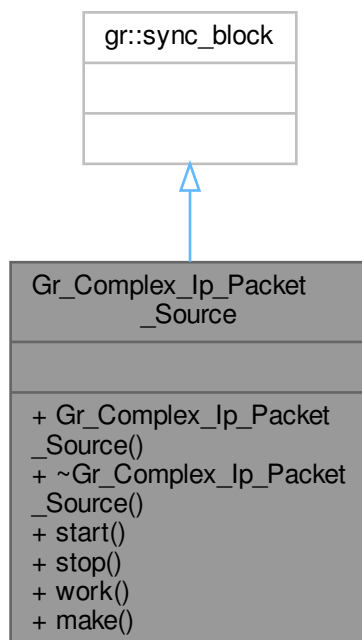 gr::sync_block
Gr_Complex_Ip_Packet
_Source
+ Gr_Complex_Ip_Packet
_Source()
+ ~Gr_Complex_Ip_Packet
_Source()
+ start()
+ stop()
+ work()
+ make()